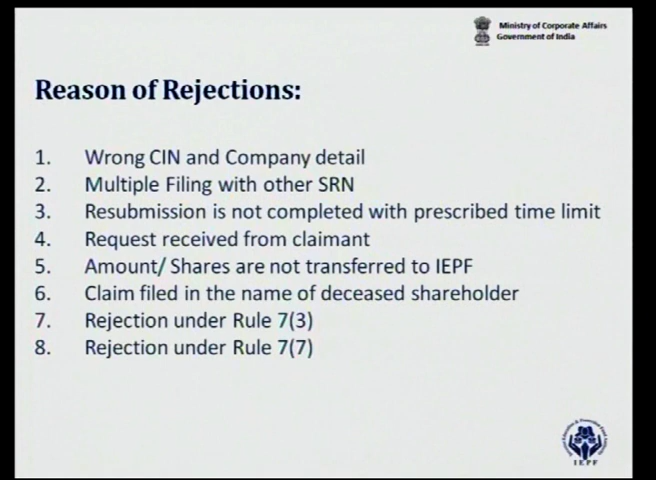 Ministry of Corporate Affairs
Government of India
Reason of Rejections:
1. Wrong CIN and Company detail
2. Multiple Filing with other SRN
3. Resubmission is not completed with prescribed time limit
4. Request received from claimant
5. Amount/ Shares are not transferred to IEPF
6. Claim filed in the name of deceased shareholder
7. Rejection under Rule 7(3)
8. Rejection under Rule 7(7)
IEPF